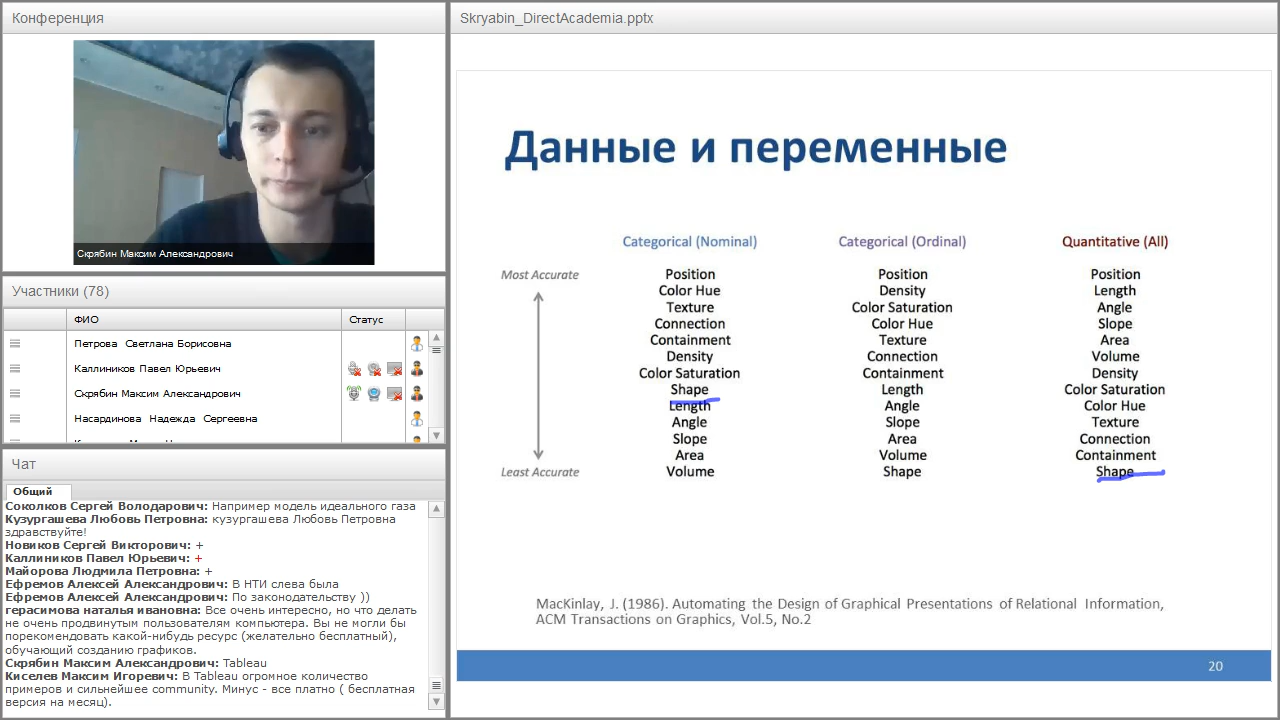 Конференция
Скрябин Максим Александрович
Участники (78)
ФИО
Статус
Петрова Светлана Борисовна
Каллиников Павел Юрьевич
Скрябин Максим Александрович
Насардинова Надежда Сергеевна
Чат
Общий
Соколков Сергей Володарович: Например модель идеального газа
Кузургашева Любовь Петровна: кузургашева Любовь Петровна
здравствуйте!
Новиков Сергей Викторович: +
Каллиников Павел Юрьевич: +
Майорова Людмила Петровна: +
Ефремов Алексей Александрович: В НТИ слева была
Ефремов Алексей Александрович: По законодательству ))
герасимова наталья ивановна: Все очень интересно, но что делать
не очень продвинутым пользователям компьютера. Вы не могли бы
порекомендовать какой-нибудь ресурс (желательно бесплатный),
обучающий созданию графиков.
Скрябин Максим Александрович: Tableau
Киселев Максим Игоревич: В Tableau огромное количество
примеров и сильнейшее community. Минус - все платно ( бесплатная
версия на месяц).
Skryabin_DirectAcademia.pptx
Данные и переменные
Most Accurate
Least Accurate
Categorical (Nominal)
Position
Color Hue
Texture
Connection
Containment
Density
Color Saturation
Shape
Length
Angle
Slope
Area
Volume
Categorical (Ordinal)
Position
Density
Color Saturation
Color Hue
Texture
Connection
Containment
Length
Angle
Slope
Area
Volume
Shape
Quantitative (All)
Position
Length
Angle
Slope
Area
Volume
Density
Color Saturation
Color Hue
Texture
Connection
Containment
Shape
MacKinlay, J. (1986). Automating the Design of Graphical Presentations of Relational Information,
ACM Transactions on Graphics, Vol.5, No.2
20